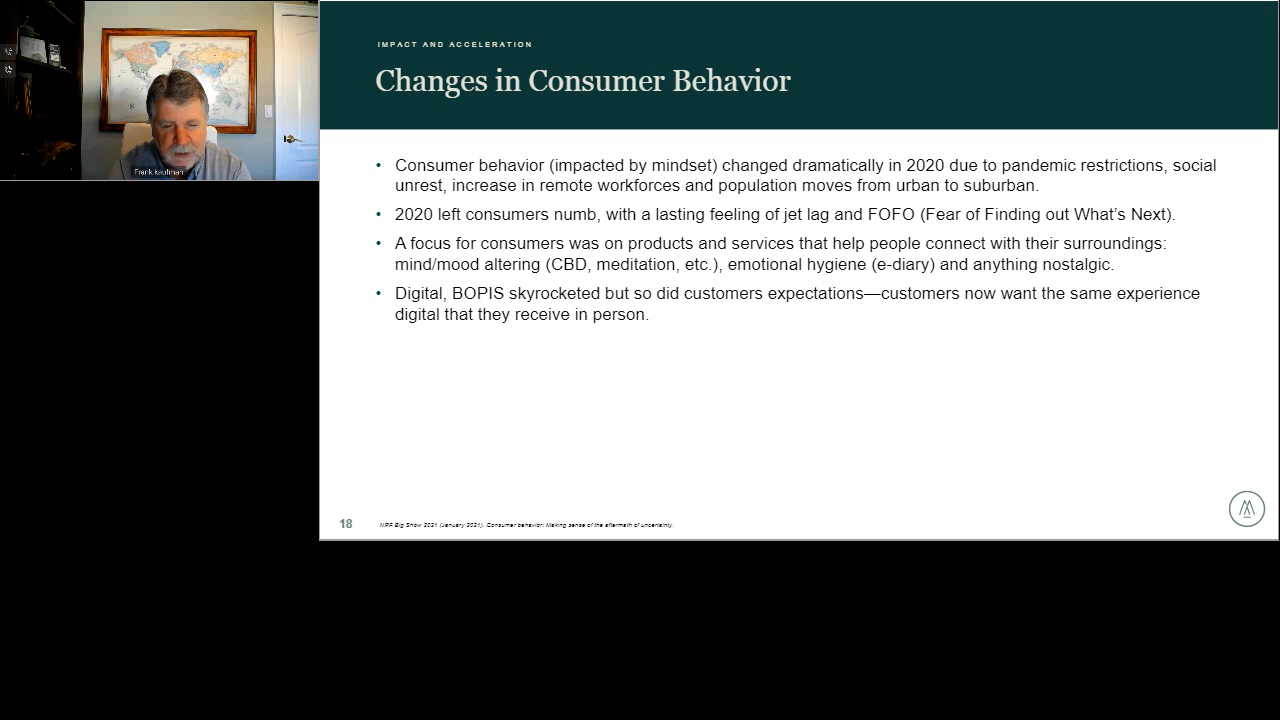 Frank kaufman
IMPACT AND ACCELERATION
Changes in Consumer Behavior
• Consumer behavior (impacted by mindset) changed dramatically in 2020 due to pandemic restrictions, social
unrest, increase in remote workforces and population moves from urban to suburban.
• 2020 left consumers numb, with a lasting feeling of jet lag and FOFO (Fear of Finding out What’s Next).
• A focus for consumers was on products and services that help people connect with their surroundings:
mind/mood altering (CBD, meditation, etc.), emotional hygiene (e-diary) and anything nostalgic.
• Digital, BOPIS skyrocketed but so did customers expectations—customers now want the same experience
digital that they receive in person.
18
NRF Big Show 2021 (January 2021). Consumer behavior: Making sense of the aftermath of uncertainty.